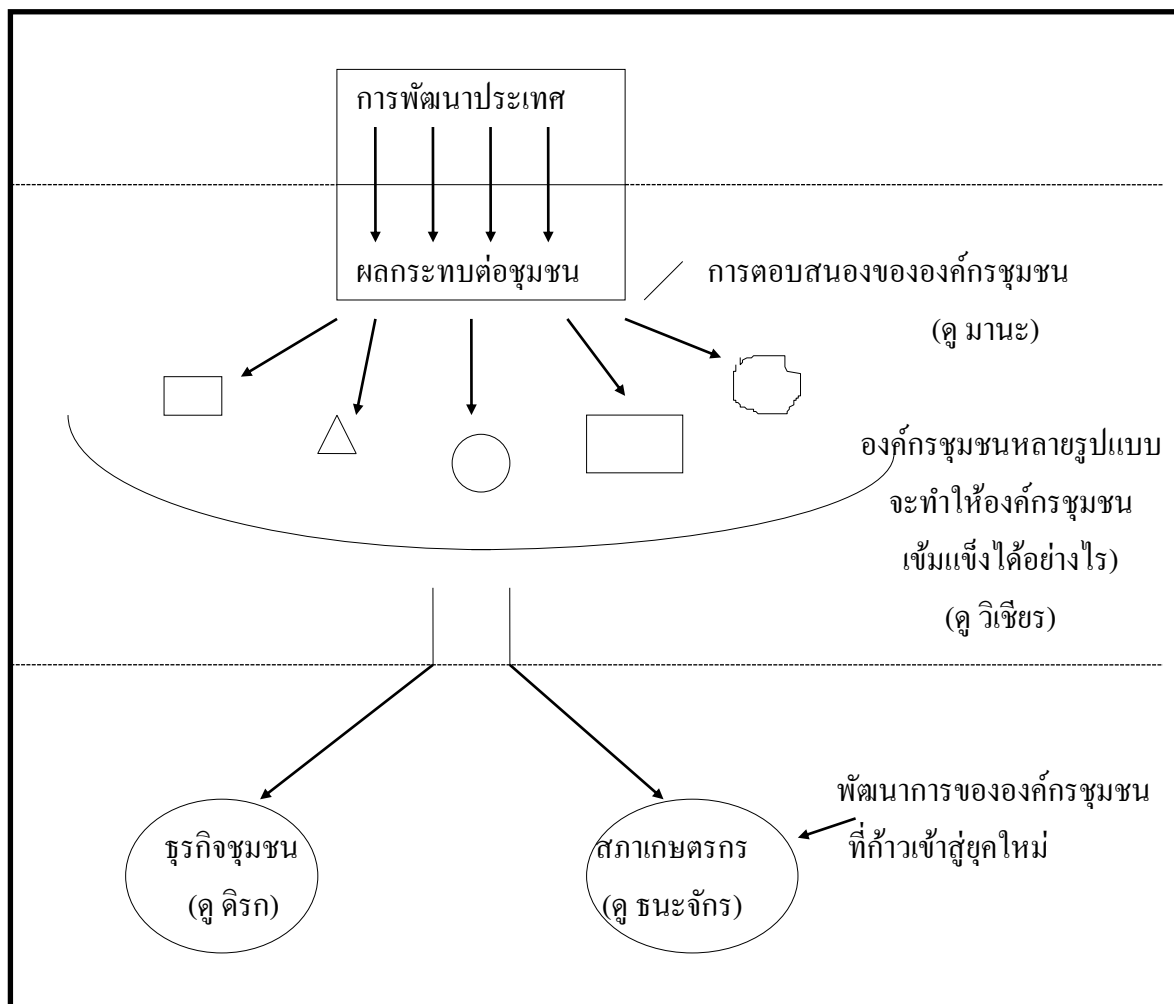 การพัฒนาประเทศ
ผลกระทบต่อชุมชน
การตอบสนองขององค์กรชุมชน
(ดู มานะ)
องค์กรชุมชนหลายรูปแบบ
จะทำให้องค์กรชุมชน
เข้มแข็งได้อย่างไร)
(ดู วิเชียร)
พัฒนาการขององค์กรชุมชน
ที่ก้าวเข้าสู่ยุคใหม่
ธุรกิจชุมชน
(ดู ดิรก)
สภาเกษตรกร
(ดู ธนะจักร)